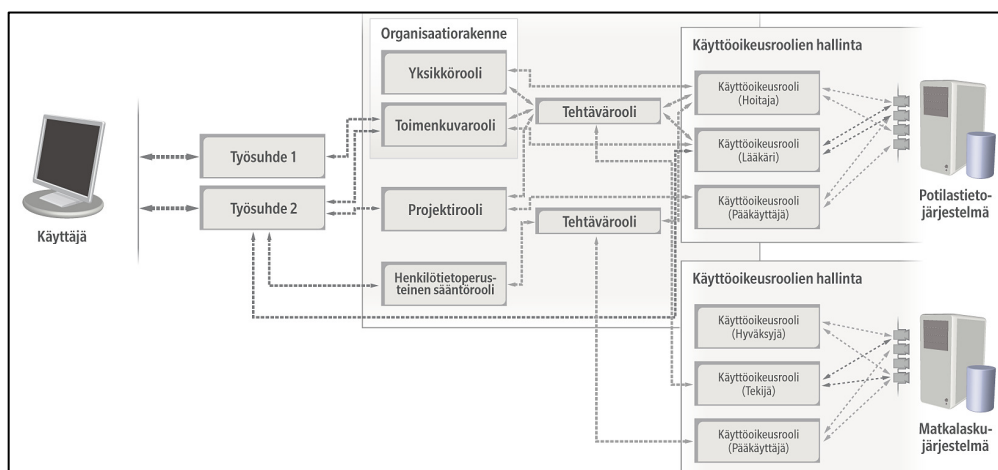 Organisaatiorakenne
Yksikkörooli
Toimenkuvarooli
Tehtävärooli
Työsuhde 1
Työsuhde 2
Käyttäjä
Projektirooli
Tehtävärooli
Henkilötietoperus-
teinen sääntörooli
Käyttöoikeusroolien hallinta
Käyttöoikeusrooli
(Hoitaja)
Käyttöoikeusrooli
(Lääkäri)
Käyttöoikeusrooli
(Pääkäyttäjä)
Potilastieto-
järjestelmä
Käyttöoikeusroolien hallinta
Käyttöoikeusrooli
(Hyväksyjä)
Käyttöoikeusrooli
(Tekijä)
Käyttöoikeusrooli
(Pääkäyttäjä)
Matkalasku-
järjestelmä